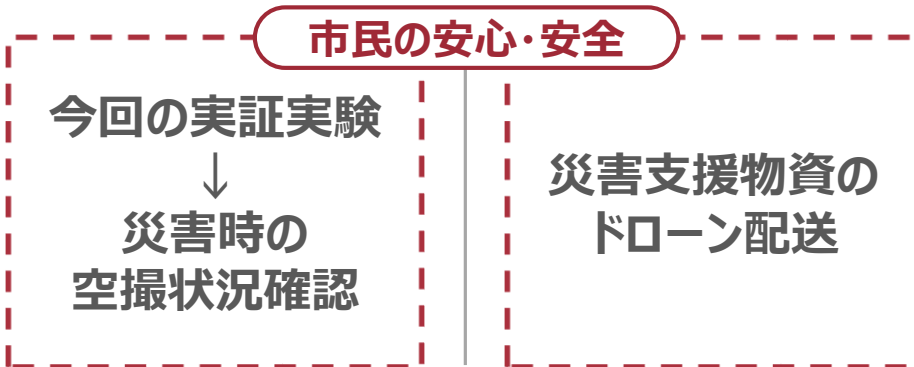 市民の安心・安全
今回の実証実験
↓
災害時の
空撮状況確認
災害支援物資の
ドローン配送